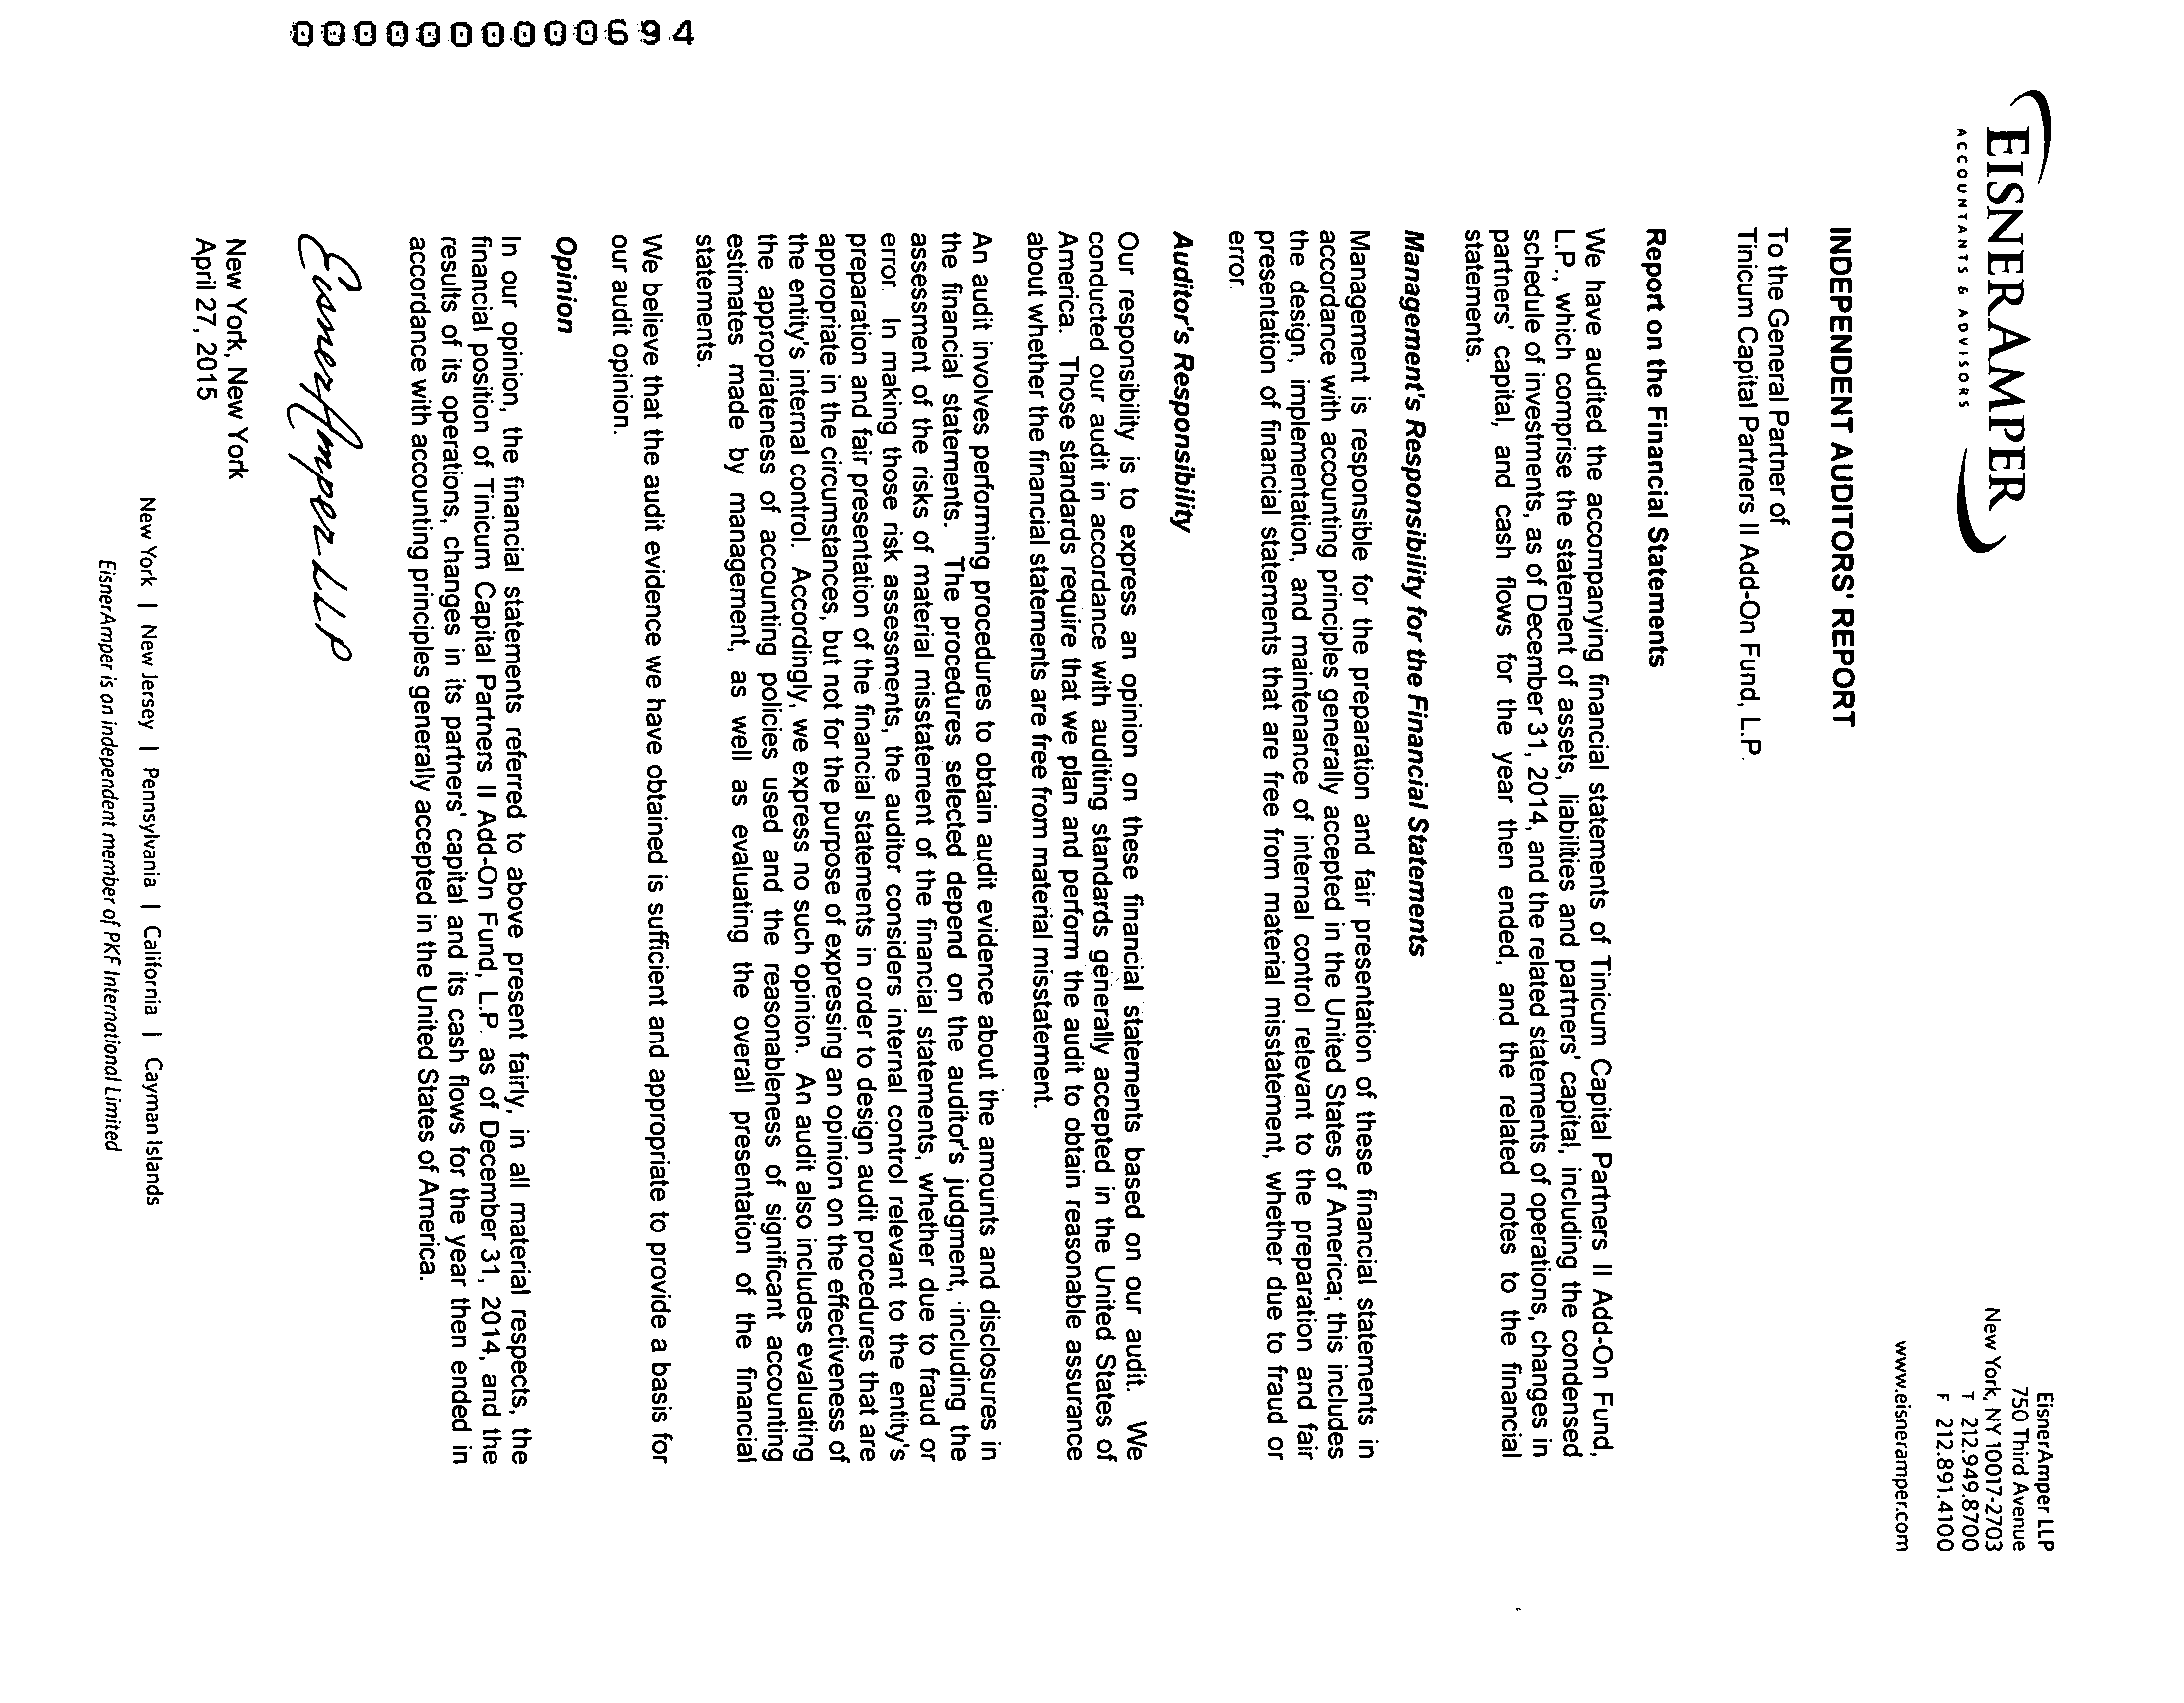 EISNERAMPER
ACCOUNTANTS & ADVISORS
EisnerAmper LLP
750 Third Avenue
New York, NY 10017-2703
T 212.949.8700
F 212.891.4100
www.eisneramper.com
INDEPENDENT AUDITORS' REPORT
To the General Partner of
Tinicum Capital Partners II Add-On Fund, L.P.
Report on the Financial Statements
We have audited the accompanying financial statements of Tinicum Capital Partners II Add-On Fund,
L.P., which comprise the statement of assets, liabilities and partners' capital, including the condensed
schedule of investments, as of December 31, 2014, and the related statements of operations, changes in
partners' capital, and cash flows for the year then ended, and the related notes to the financial
statements.
Management's Responsibility for the Financial Statements
Management is responsible for the preparation and fair presentation of these financial statements in
accordance with accounting principles generally accepted in the United States of America; this includes
the design, implementation, and maintenance of internal control relevant to the preparation and fair
presentation of financial statements that are free from material misstatement, whether due to fraud or
error.
Auditor's Responsibility
Our responsibility is to express an opinion on these financial statements based on our audit. We
conducted our audit in accordance with auditing standards generally accepted in the United States of
America. Those standards require that we plan and perform the audit to obtain reasonable assurance
about whether the financial statements are free from material misstatement.
An audit involves performing procedures to obtain audit evidence about the amounts and disclosures in
the financial statements. The procedures selected depend on the auditor's judgment, including the
assessment of the risks of material misstatement of the financial statements, whether due to fraud or
error. In making those risk assessments, the auditor considers internal control relevant to the entity's
preparation and fair presentation of the financial statements in order to design audit procedures that are
appropriate in the circumstances, but not for the purpose of expressing an opinion on the effectiveness of
the entity's internal control. Accordingly, we express no such opinion. An audit also includes evaluating
the appropriateness of accounting policies used and the reasonableness of significant accounting
estimates made by management, as well as evaluating the overall presentation of the financial
statements.
We believe that the audit evidence we have obtained is sufficient and appropriate to provide a basis for
our audit opinion.
Opinion
In our opinion, the financial statements referred to above present fairly, in all material respects, the
financial position of Tinicum Capital Partners II Add-On Fund, L.P. as of December 31, 2014, and the
results of its operations, changes in its partners' capital and its cash flows for the year then ended in
accordance with accounting principles generally accepted in the United States of America.
EisnerAmper LLP
New York, New York
April 27, 2015
New York | New Jersey | Pennsylvania | California | Cayman Islands
EisnerAmper is an independent member of PKF International Limited
0000000000694